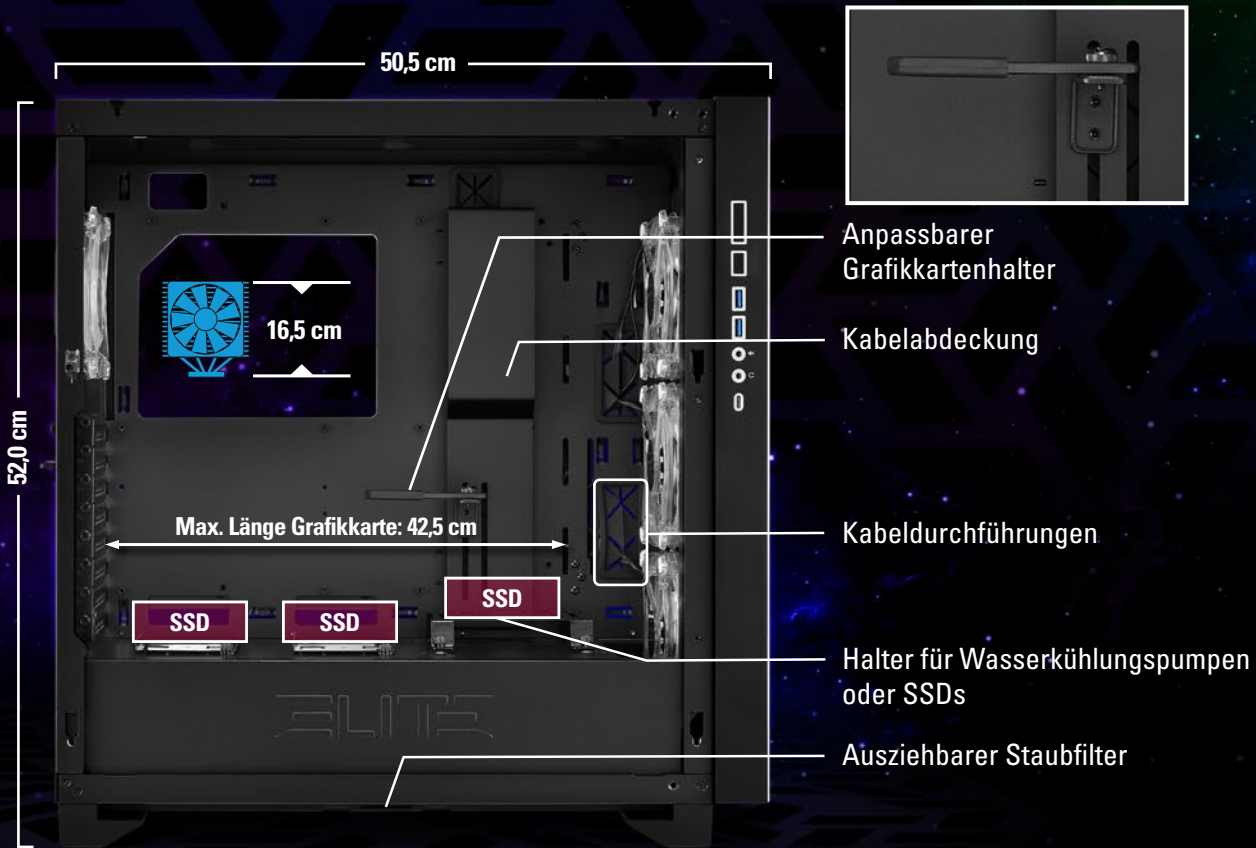 50,5 cm
52,0 cm
16,5 cm
Anpassbarer
Grafikkartenhalter
Kabelabdeckung
Max. Länge Grafikkarte: 42,5 cm
Kabeldurchführungen
SSD
SSD
SSD
Halter für Wasserkühlungspumpen
oder SSDs
ELITE
Ausziehbarer Staubfilter